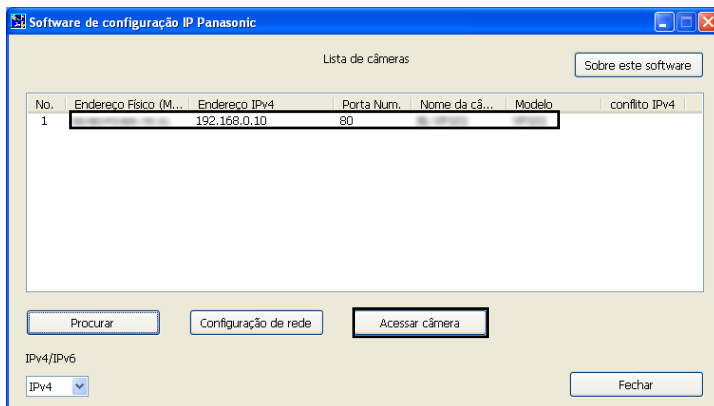 Software de configuração IP Panasonic
Lista de câmeras
Sobre este software
No. Endereço Físico (M... Endereço IPv4 Porta Num. Nome da câ... Modelo conflito IPv4
1 192.168.0.10 80
Procurar Configuração de rede Acessar câmera
IPv4/IPv6
IPv4
Fechar